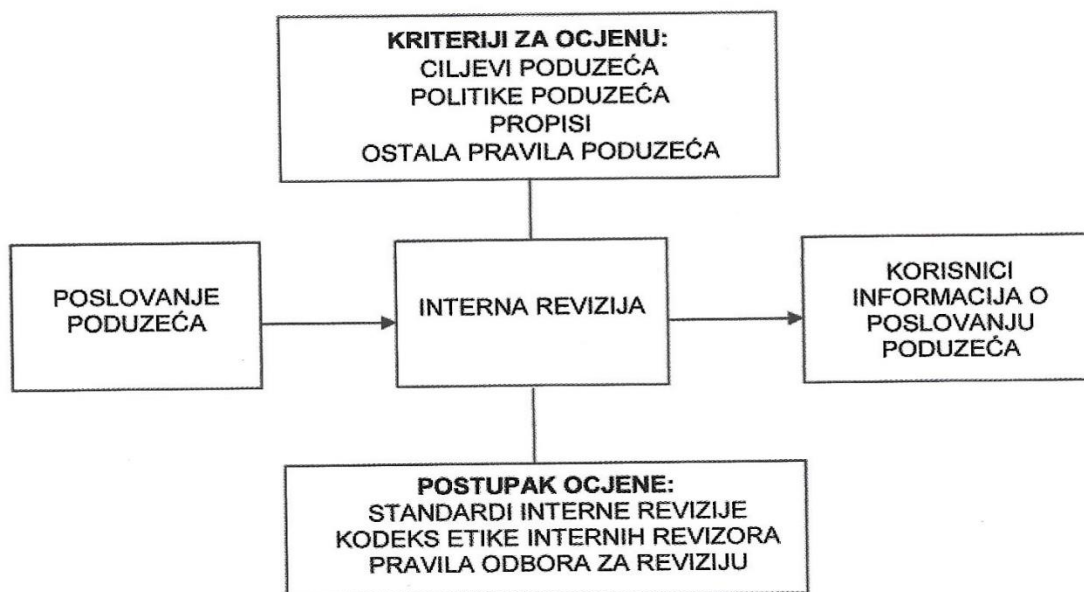 KRITERIJI ZA OCJENU:
CILJEVI PODUZEĆA
POLITIKE PODUZEĆA
PROPISI
OSTALA PRAVILA PODUZEĆA
POSLOVANJE
PODUZEĆA
INTERNA REVIZIJA
KORISNICI
INFORMACIJA O
POSLOVANJU
PODUZEĆA
POSTUPAK OCJENE:
STANDARDI INTERNE REVIZIJE
KODEKS ETIKE INTERNIH REVIZORA
PRAVILA ODBORA ZA REVIZIJU